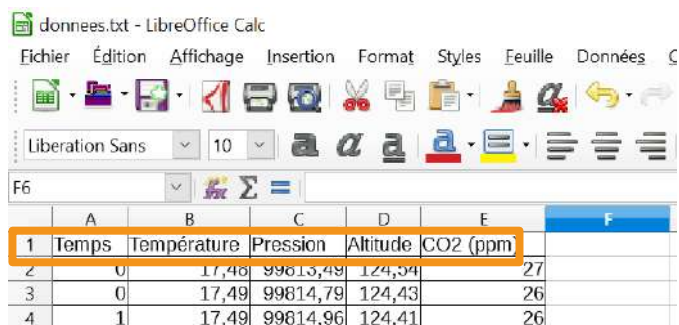 donnees.txt - LibreOffice Calc
Fichier Édition Affichage Insertion Format Styles Feuille Données
Liberation Sans 10 a a a a
F6
A B C D E F
1 Temps Température Pression Altitude CO2 (ppm)
2 0 17,48 99813,49 124,54 27
3 0 17,49 99814,79 124,43 26
4 1 17,49 99814,96 124,41 26